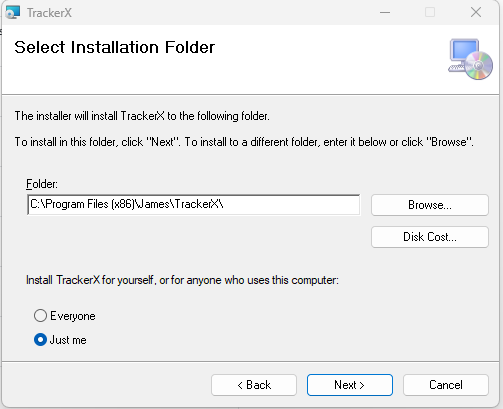 TrackerX
Select Installation Folder
The installer will install TrackerX to the following folder.
To install in this folder, click "Next". To install to a different folder, enter it below or click "Browse".
Folder:
C:\Program Files (x86)\James\TrackerX\
Browse...
Disk Cost...
Install TrackerX for yourself, or for anyone who uses this computer:
Everyone
Just me
< Back
Next >
Cancel